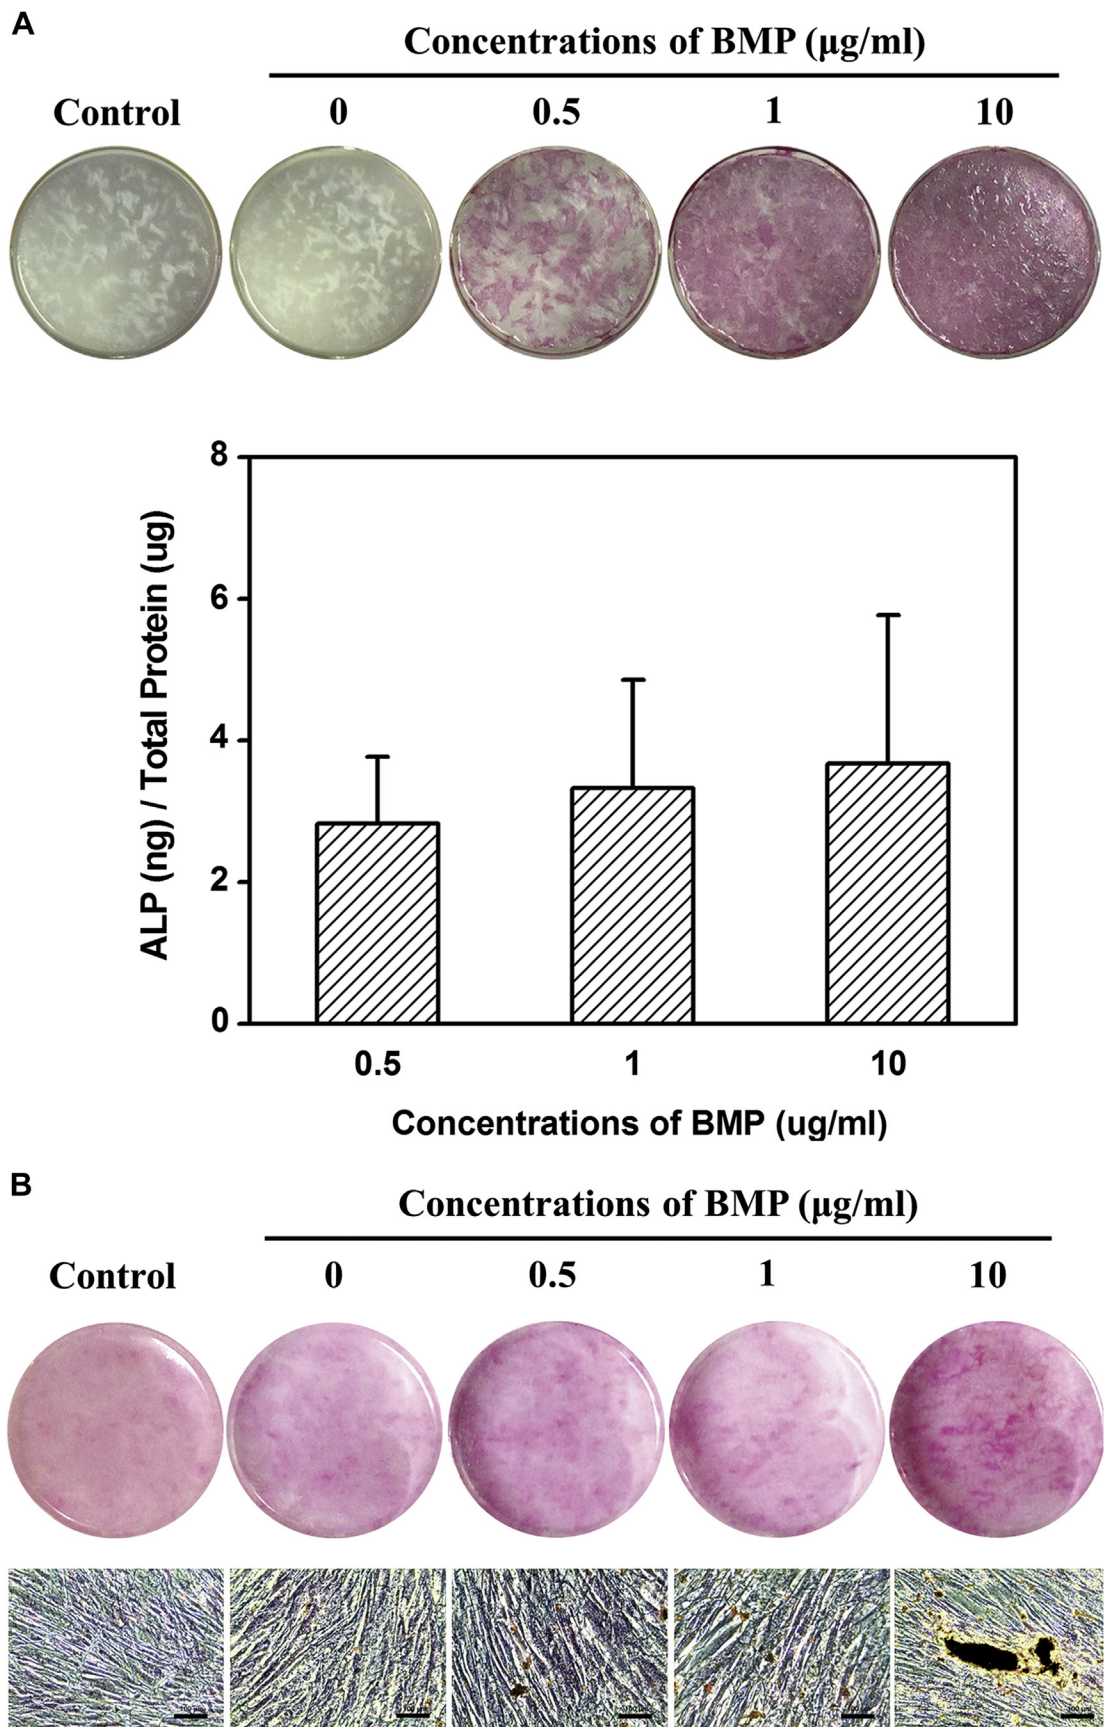 A
Concentrations of BMP (μg/ml)
Control 0 0.5 1 10
8
6
4
2
0
ALP (ng) / Total Protein (ug)
0.5 1 10
Concentrations of BMP (ug/ml)
B
Concentrations of BMP (μg/ml)
Control 0 0.5 1 10
100 μm